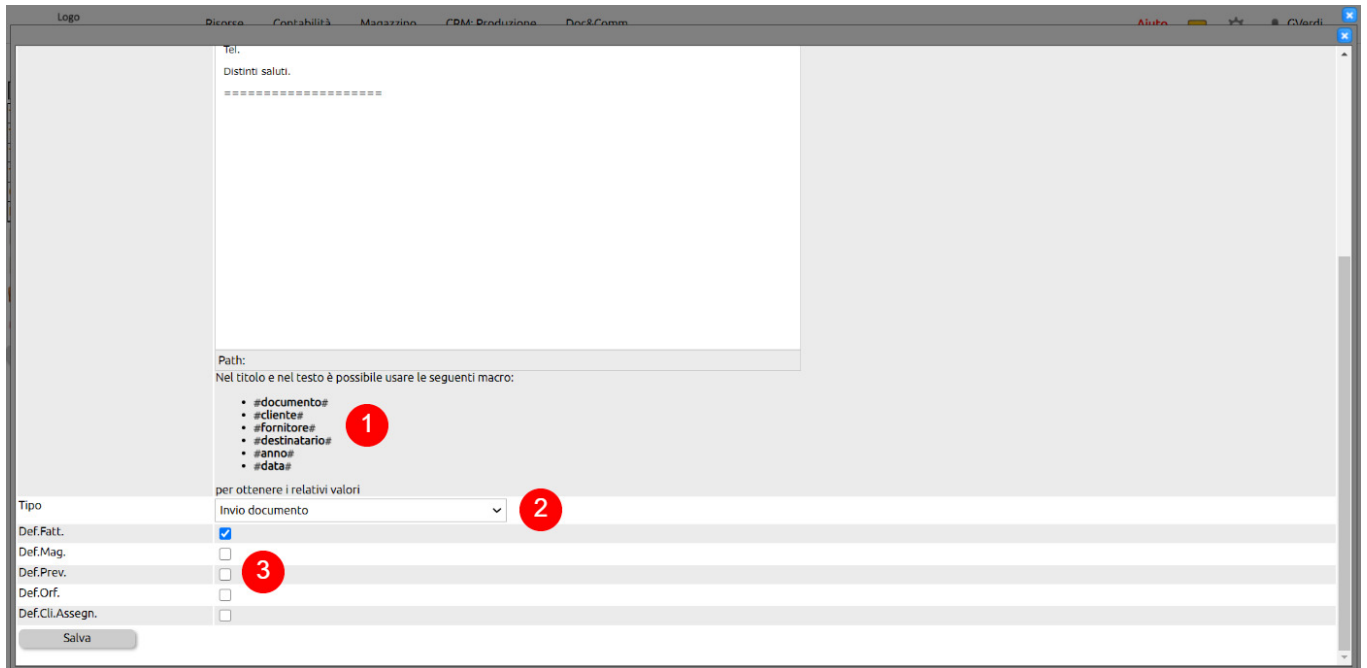 Logo
Risorse Contabilità Magazzino CRM: Produzione Doc&Comm Aiuto GVerdi
Tel.
Distinti saluti.
====================
Path:
Nel titolo e nel testo è possibile usare le seguenti macro:
• #documento#
• #cliente#
• #fornitore#
• #destinatario#
• #anno#
• #data#
1
per ottenere i relativi valori
Tipo Invio documento 2
Def.Fatt.
Def.Mag.
Def.Prev. 3
Def.Orf.
Def.Cli.Assegn.
Salva